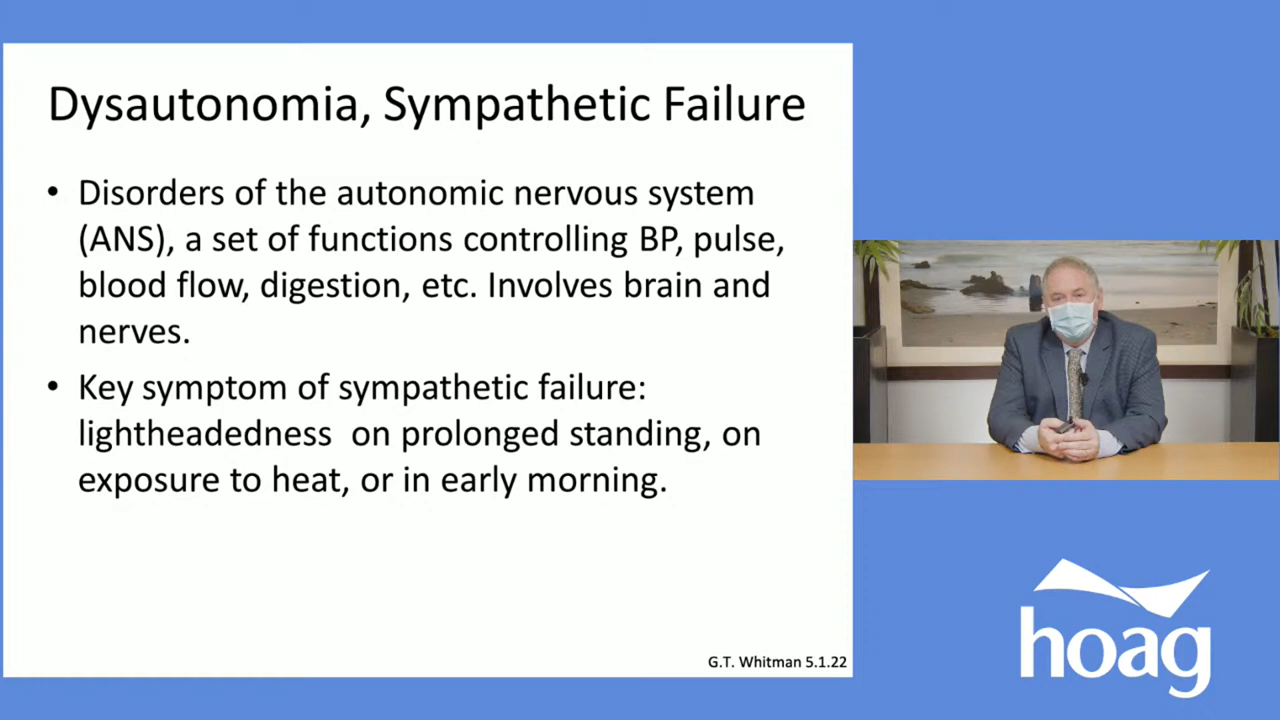 Dysautonomia, Sympathetic Failure
• Disorders of the autonomic nervous system
(ANS), a set of functions controlling BP, pulse,
blood flow, digestion, etc. Involves brain and
nerves.
• Key symptom of sympathetic failure:
lightheadedness  on prolonged standing, on
exposure to heat, or in early morning.
G.T. Whitman 5.1.22
hoag